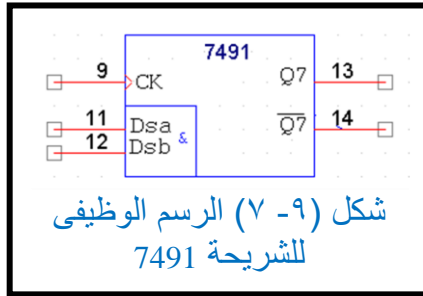 7491
9 CK Q7 13
11 Dsa & Q7 14
12 Dsb
شكل (٩- ٧) الرسم الوظيفى
للشريحة 7491